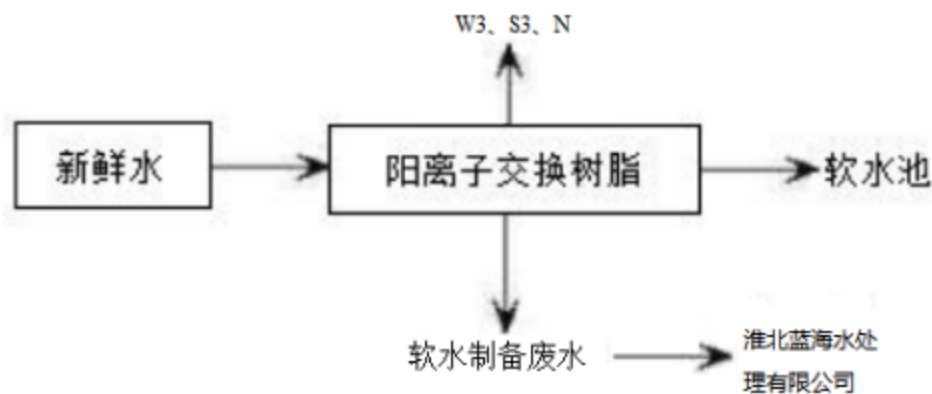 W3、S3、N
新鲜水
阳离子交换树脂
软水池
软水制备废水
淮北蓝海水处
理有限公司